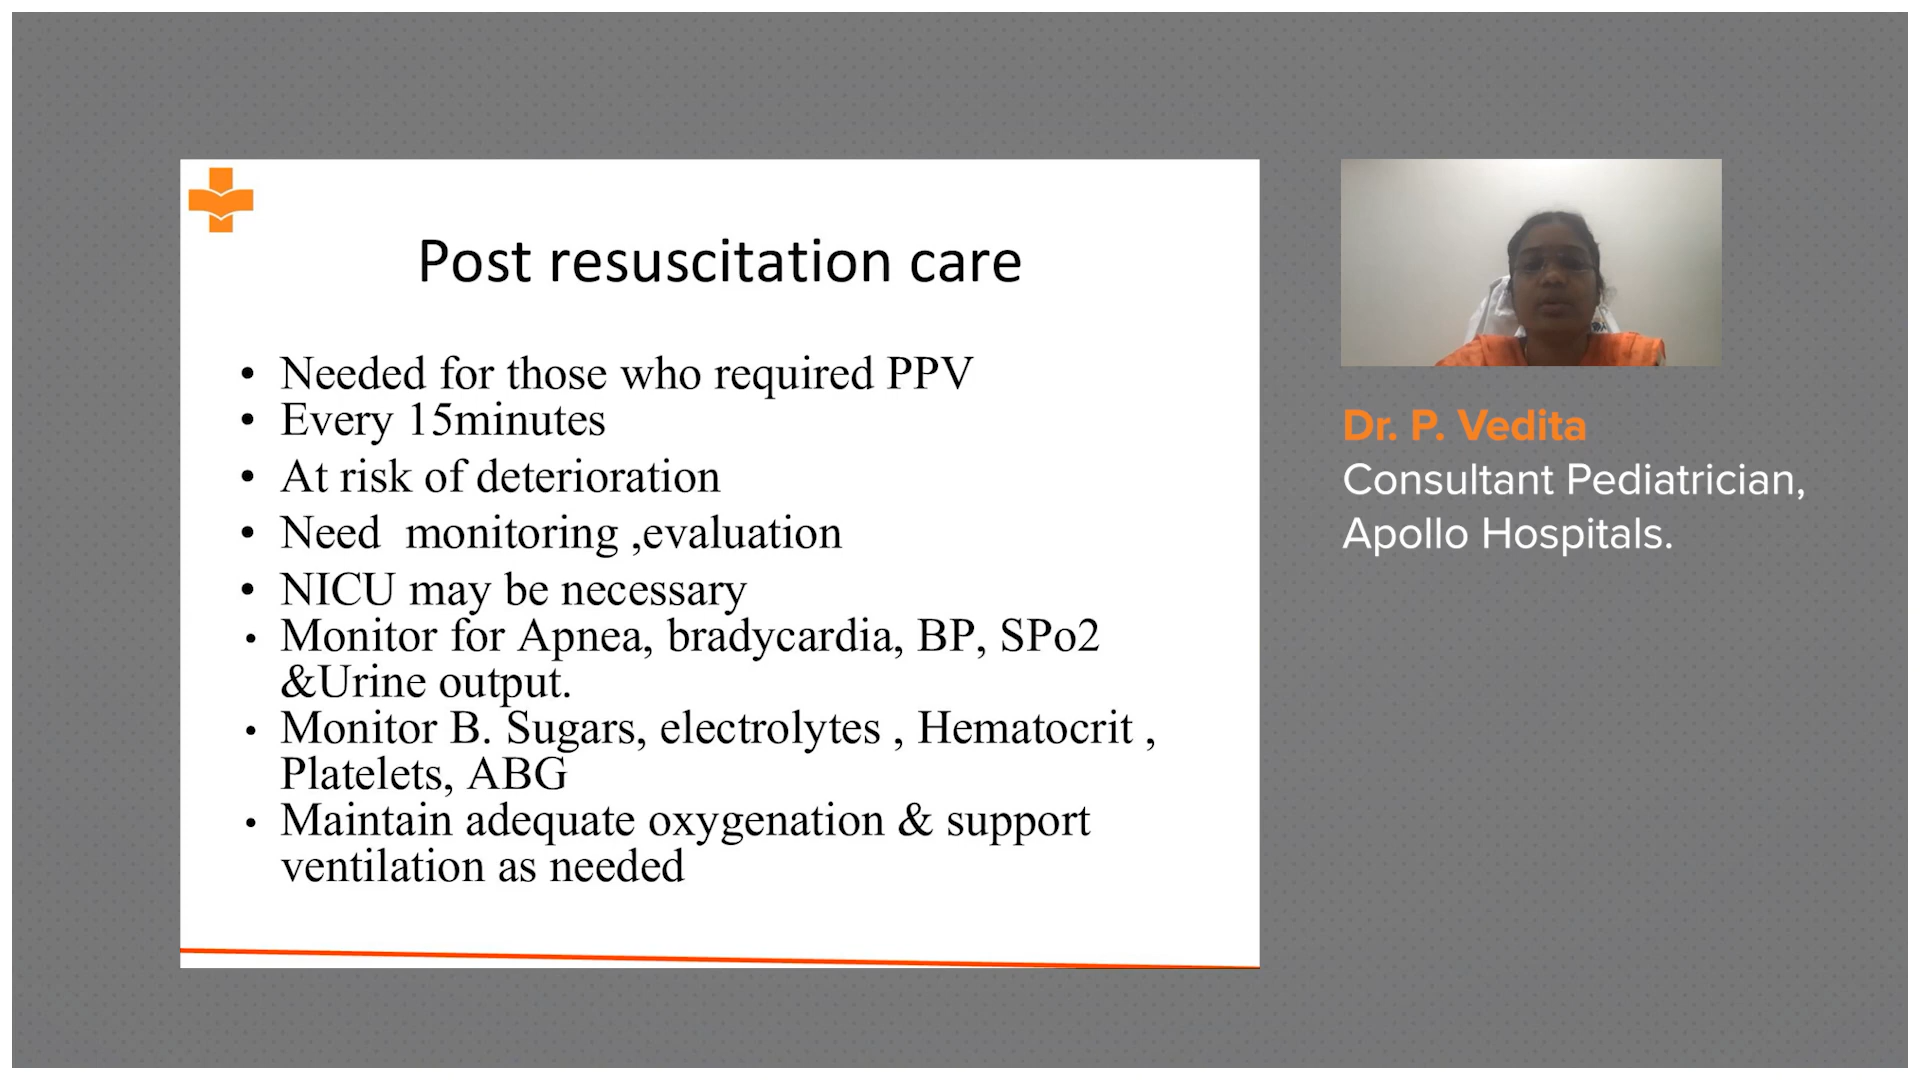 Post resuscitation care
• Needed for those who required PPV
• Every 15minutes
• At risk of deterioration
• Need  monitoring ,evaluation
• NICU may be necessary
• Monitor for Apnea, bradycardia, BP, SPo2
&Urine output.
• Monitor B. Sugars, electrolytes , Hematocrit ,
Platelets, ABG
• Maintain adequate oxygenation & support
ventilation as needed
Dr. P. Vedita
Consultant Pediatrician,
Apollo Hospitals.